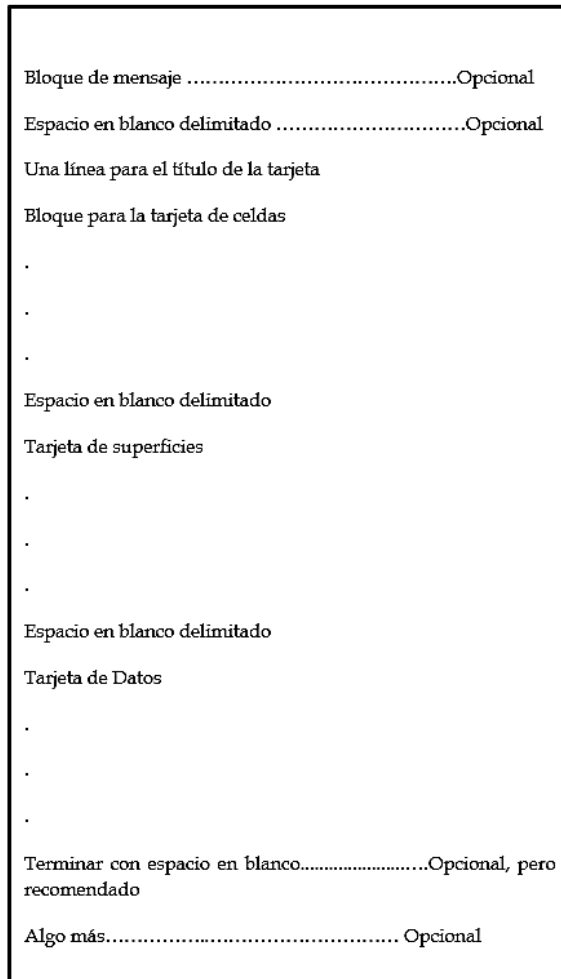 Bloque de mensaje …………………………………….Opcional
Espacio en blanco delimitado …………………………Opcional
Una línea para el título de la tarjeta
Bloque para la tarjeta de celdas
.
.
.
Espacio en blanco delimitado
Tarjeta de superficies
.
.
.
Espacio en blanco delimitado
Tarjeta de Datos
.
.
.
Terminar con espacio en blanco..........................…Opcional, pero
recomendado
Algo más……………..………………………… Opcional